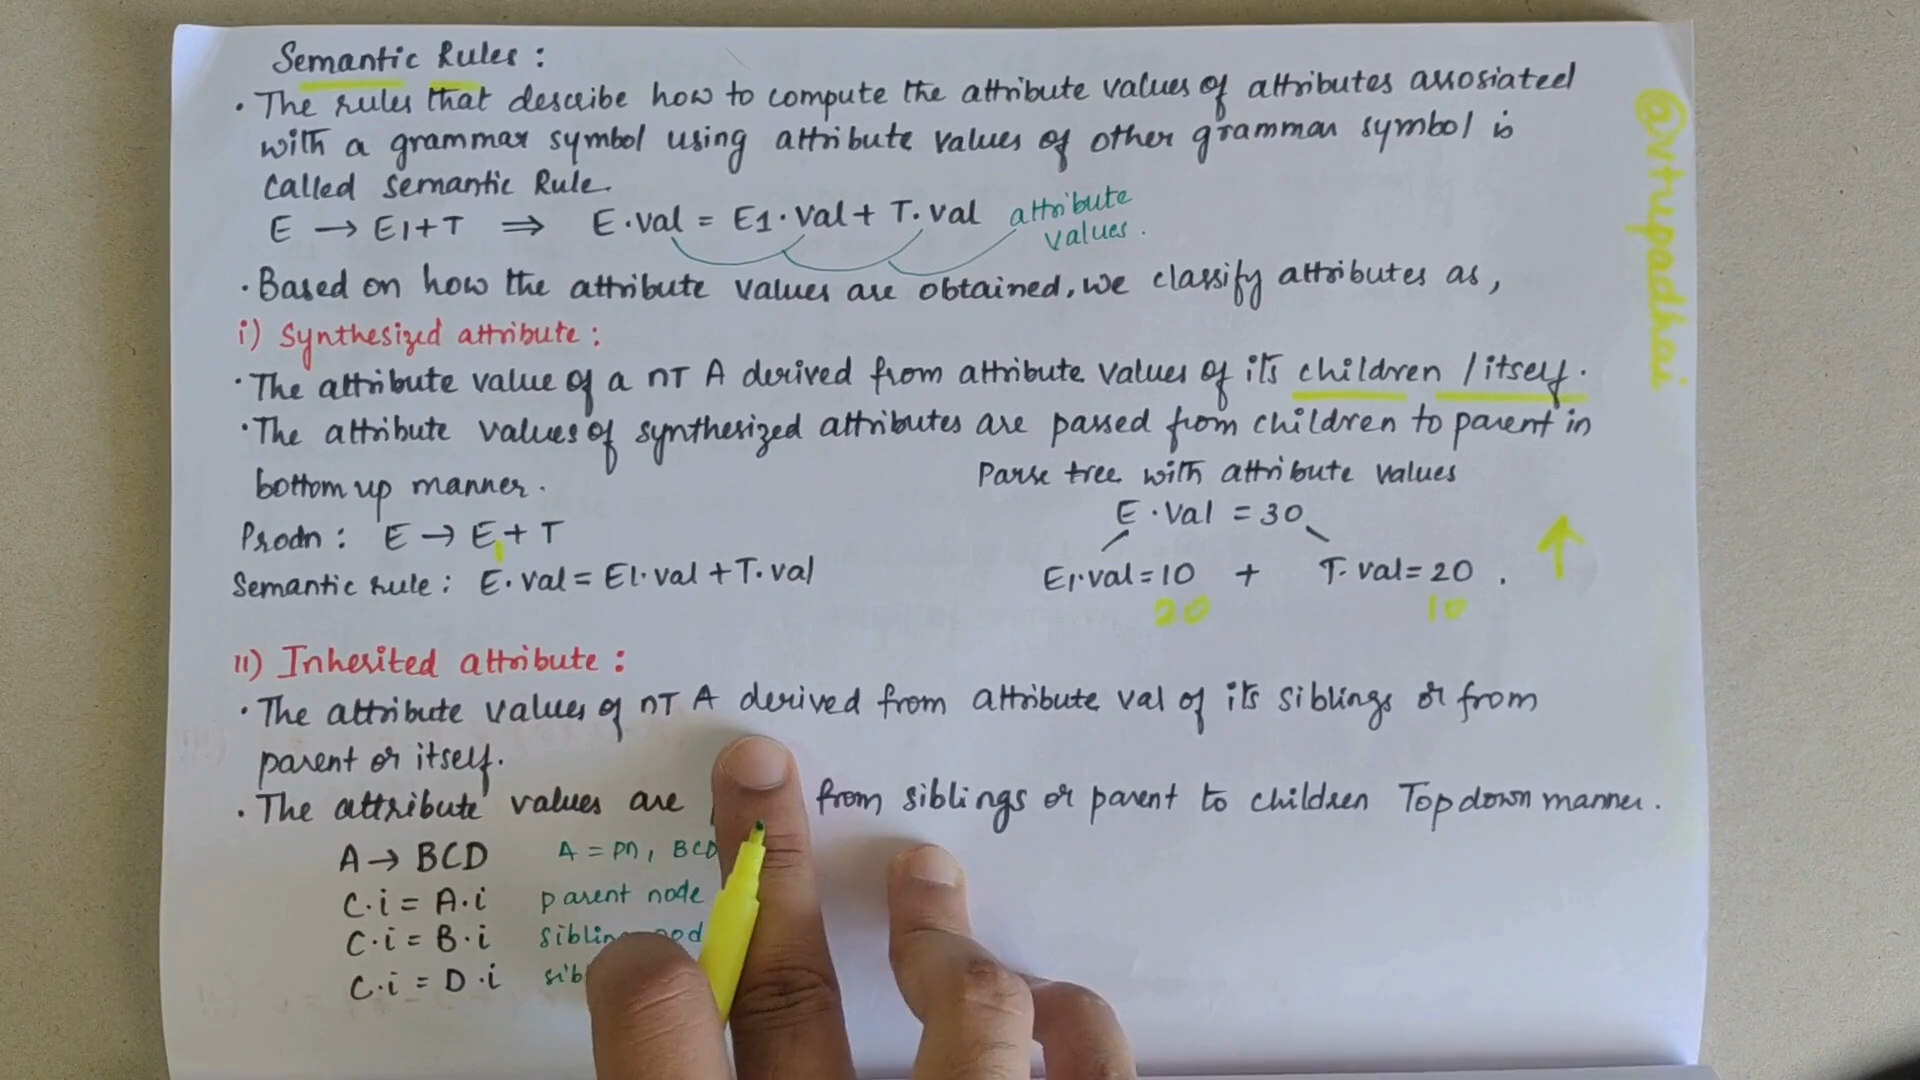 Semantic Rules :
• The rules that describe how to compute the attribute values of attributes assosiated
with a grammar symbol using attribute values of other grammar symbol is
called semantic Rule.
E → E1+T ⇒ E.val = E1.val + T.val attribute
values.
• Based on how the attribute values are obtained, we classify attributes as,
i) Synthesized attribute :
• The attribute value of a nT A derived from attribute values of its children / itself.
• The attribute values of synthesized attributes are passed from children to parent in
bottom up manner.
Parse tree with attribute values
E.Val = 30
Prodn : E → E1 + T
E1.val = 10 + T.val = 20 .
Semantic rule : E.val = E1.val + T.val
20 10
ii) Inherited attribute :
• The attribute values of nT A derived from attribute val of its siblings or from
parent or itself.
• The attribute values are from siblings or parent to children Top down manner.
A → BCD A = Pn, BCD
C.i = A.i parent node
C.i = B.i
C.i = D.i
@vtupadhai